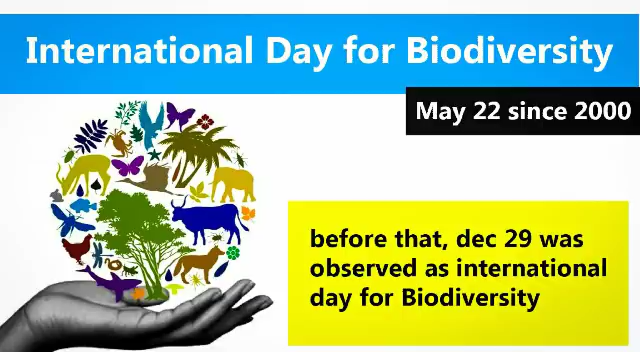 International Day for Biodiversity
May 22 since 2000
before that, dec 29 was
observed as international
day for Biodiversity